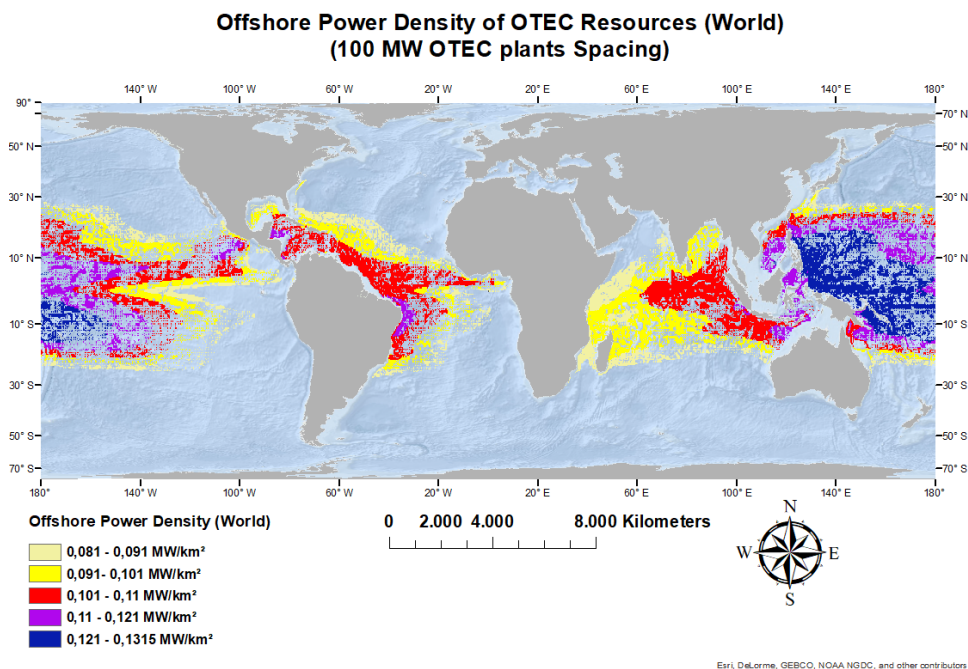 Offshore Power Density of OTEC Resources (World)
(100 MW OTEC plants Spacing)
140° W 100° W 60° W 20° W 20° E 60° E 100° E 140° E 180°
90°
70° N
50° N 50° N
30° N 30° N
10° N 10° N
10° S 10° S
30° S 30° S
50° S 50° S
70° S 70° S
180° 140° W 100° W 60° W 20° W 20° E 60° E 100° E 140° E 180°
Offshore Power Density (World)
0,081 - 0,091 MW/km²
0,091- 0,101 MW/km²
0,101 - 0,11 MW/km²
0,11 - 0,121 MW/km²
0,121 - 0,1315 MW/km²
0 2.000 4.000 8.000 Kilometers
N
W E
S
Esri, DeLorme, GEBCO, NOAA NGDC, and other contributors